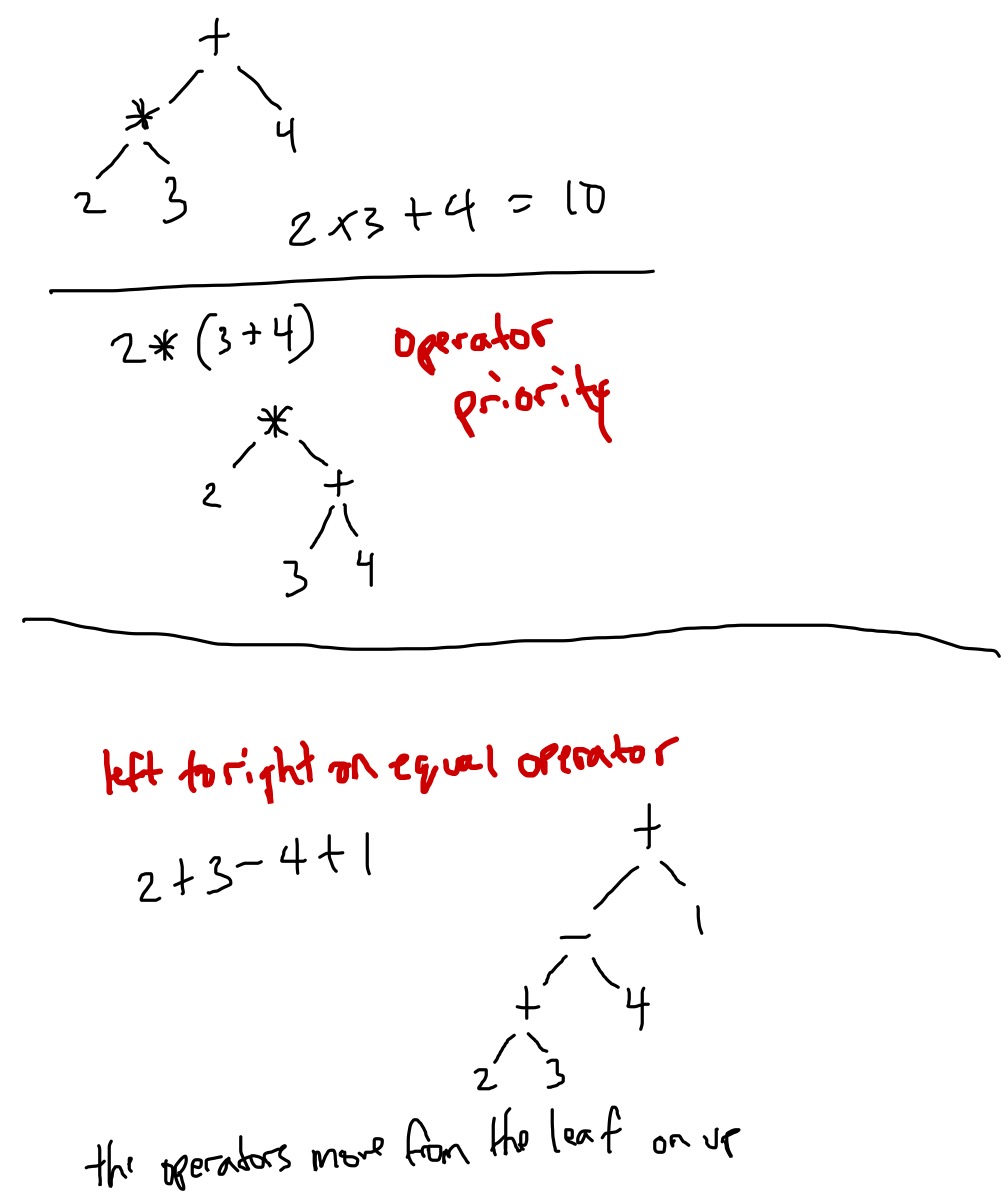 +
* 4
2 3
2 × 3 + 4 = 10
2 * (3 + 4)
operator
priority
*
2 +
3 4
left to right on equal operator
2 + 3 - 4 + 1
+
- 1
+ 4
2 3
the operators move from the leaf on up